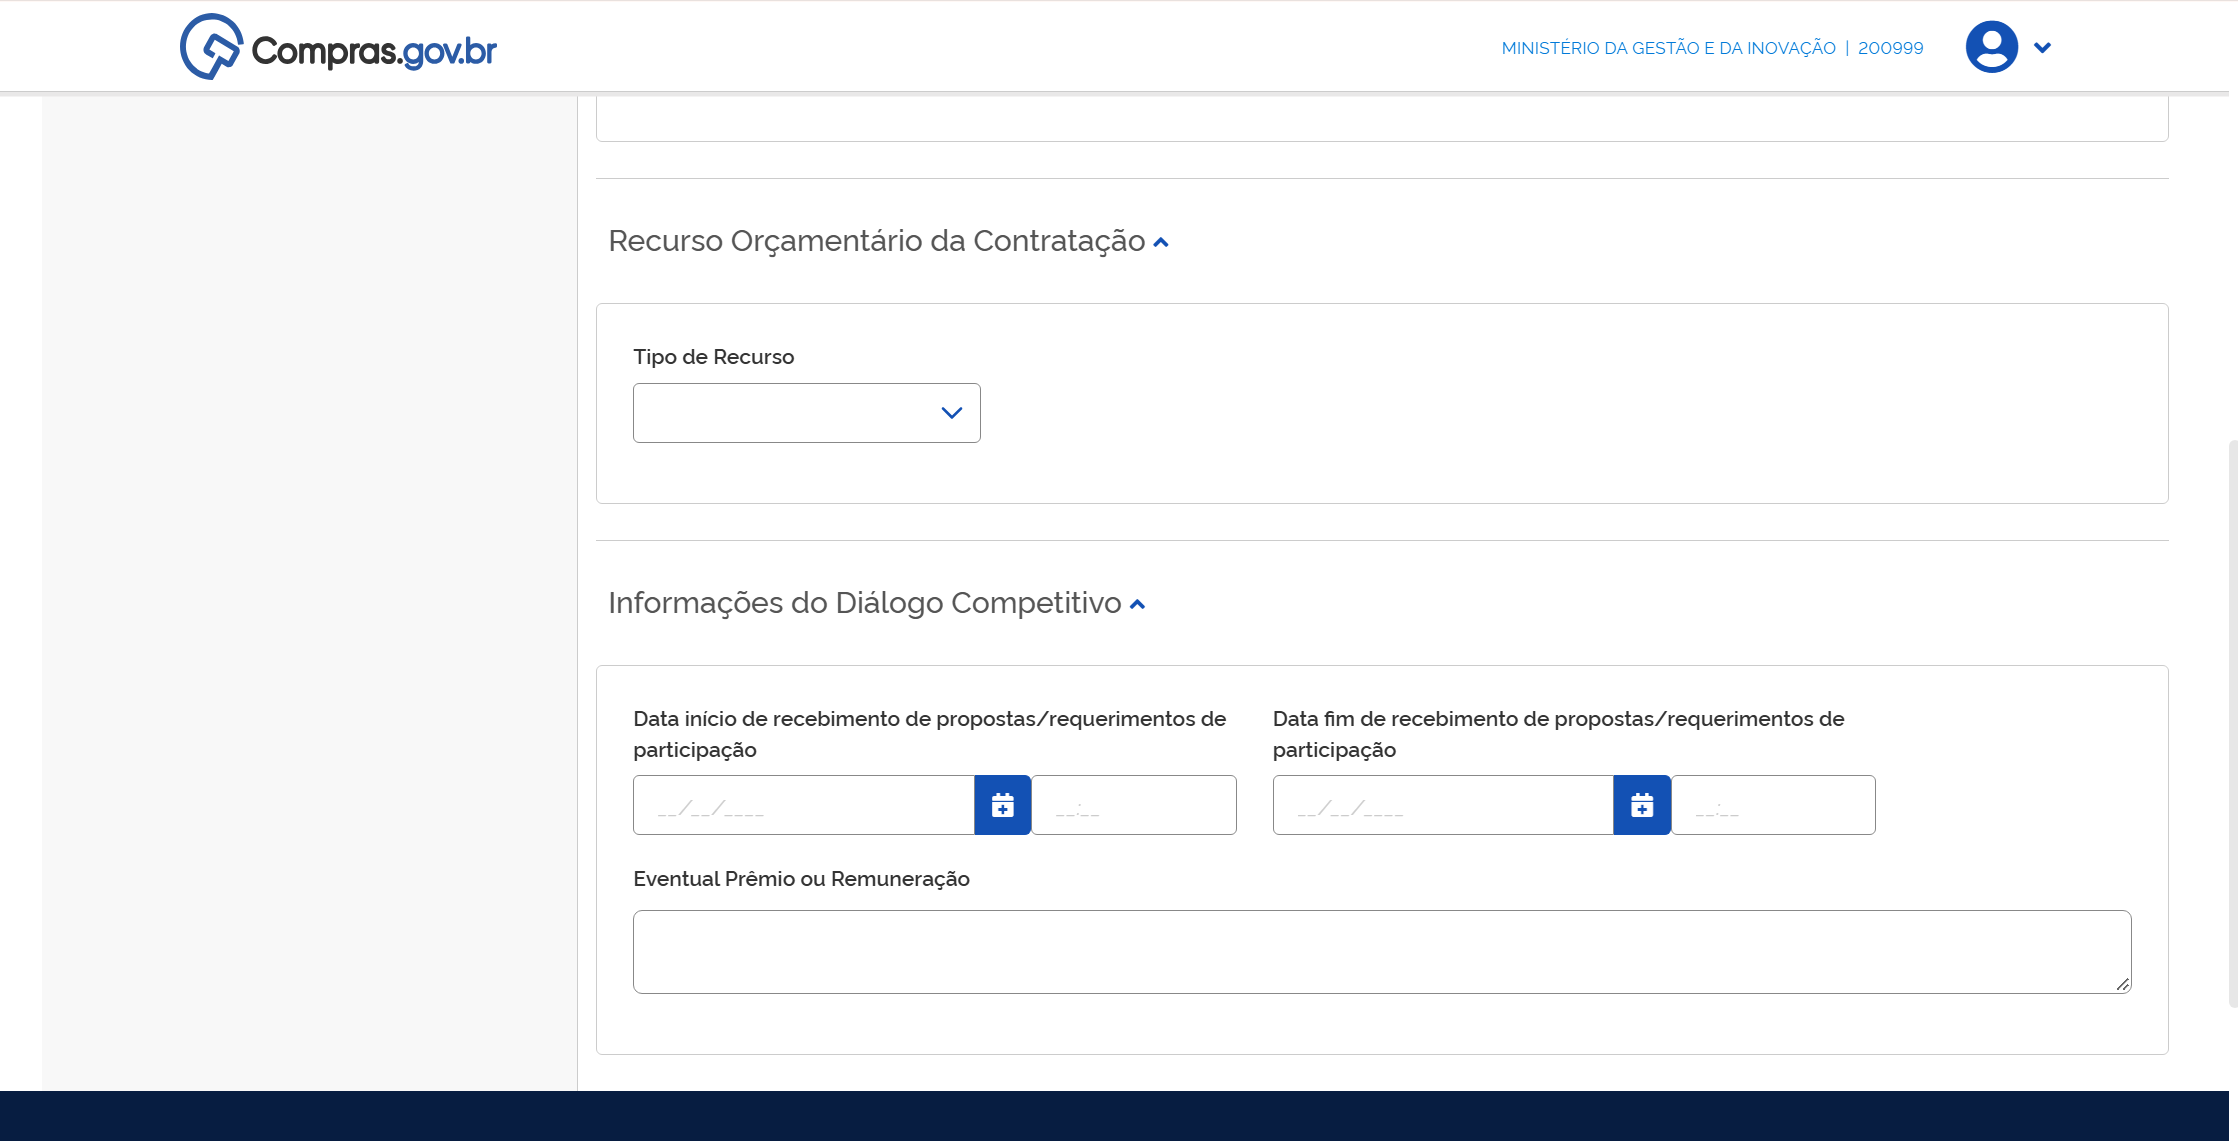 Compras.gov.br
MINISTÉRIO DA GESTÃO E DA INOVAÇÃO | 200999
Recurso Orçamentário da Contratação
Tipo de Recurso
Informações do Diálogo Competitivo
Data início de recebimento de propostas/requerimentos de
participação
Data fim de recebimento de propostas/requerimentos de
participação
__/__/____
__:__
__/__/____
__:__
Eventual Prêmio ou Remuneração